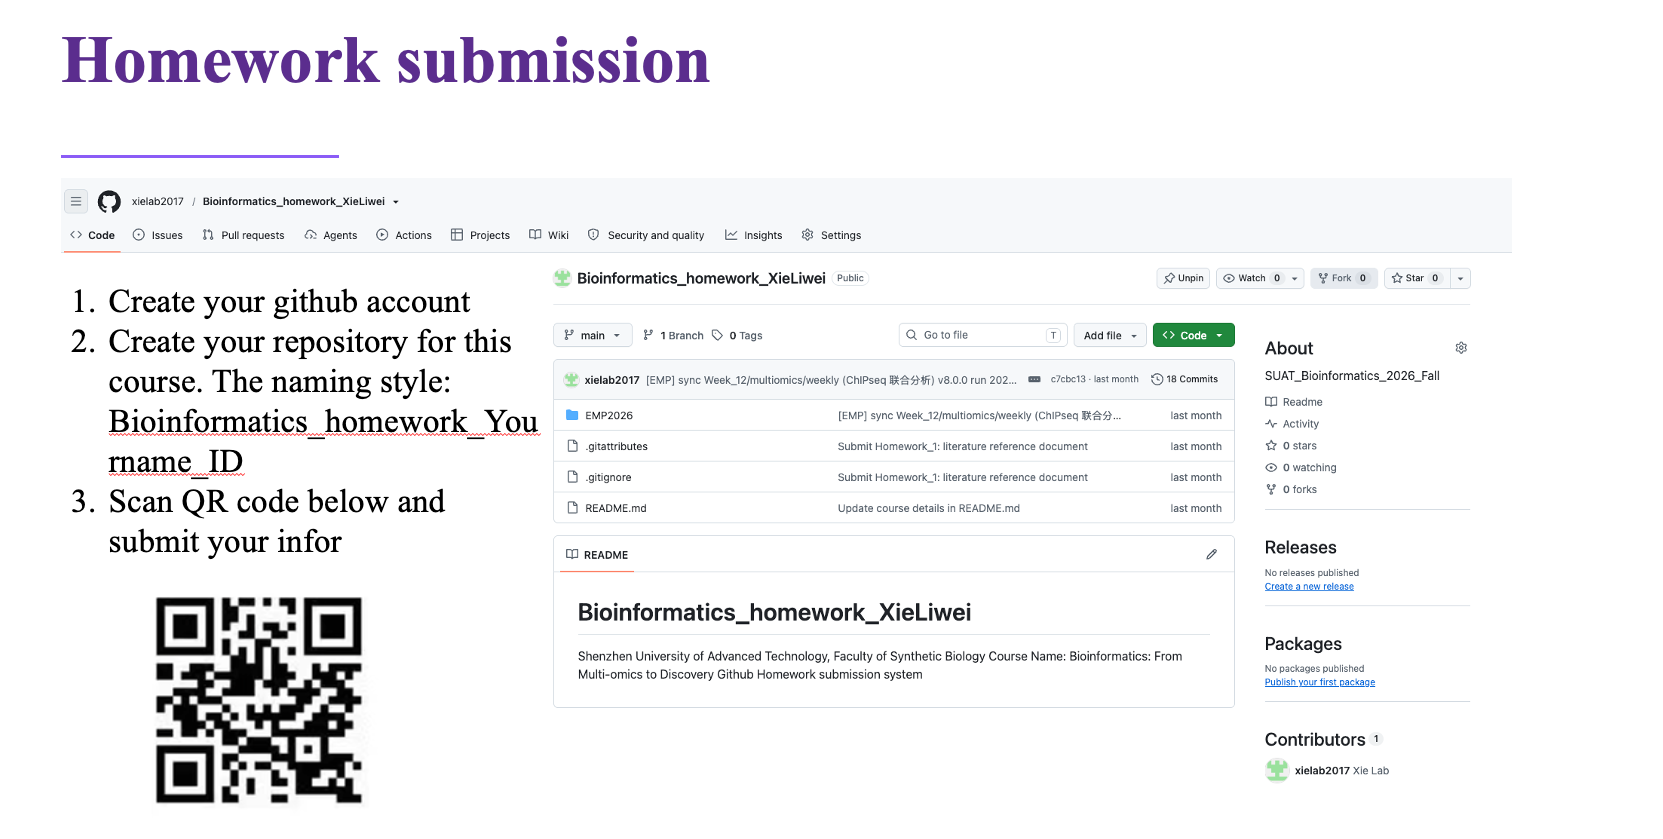 Homework submission
xielab2017 / Bioinformatics_homework_XieLiwei
Code Issues Pull requests Agents Actions Projects Wiki Security and quality Insights Settings
1. Create your github account
2. Create your repository for this
course. The naming style:
Bioinformatics_homework_You
rname_ID
3. Scan QR code below and
submit your infor
Bioinformatics_homework_XieLiwei Public
Unpin Watch 0 Fork 0 Star 0
main 1 Branch 0 Tags Go to file T Add file Code
xielab2017 [EMP] sync Week_12/multiomics/weekly (ChIPseq 联合分析) v8.0.0 run 202... c7cbc13 · last month 18 Commits
EMP2026 [EMP] sync Week_12/multiomics/weekly (ChIPseq 联合分... last month
.gitattributes Submit Homework_1: literature reference document last month
.gitignore Submit Homework_1: literature reference document last month
README.md Update course details in README.md last month
README
Bioinformatics_homework_XieLiwei
Shenzhen University of Advanced Technology, Faculty of Synthetic Biology Course Name: Bioinformatics: From
Multi-omics to Discovery Github Homework submission system
About
SUAT_Bioinformatics_2026_Fall
Readme
Activity
0 stars
0 watching
0 forks
Releases
No releases published
Create a new release
Packages
No packages published
Publish your first package
Contributors 1
xielab2017 Xie Lab